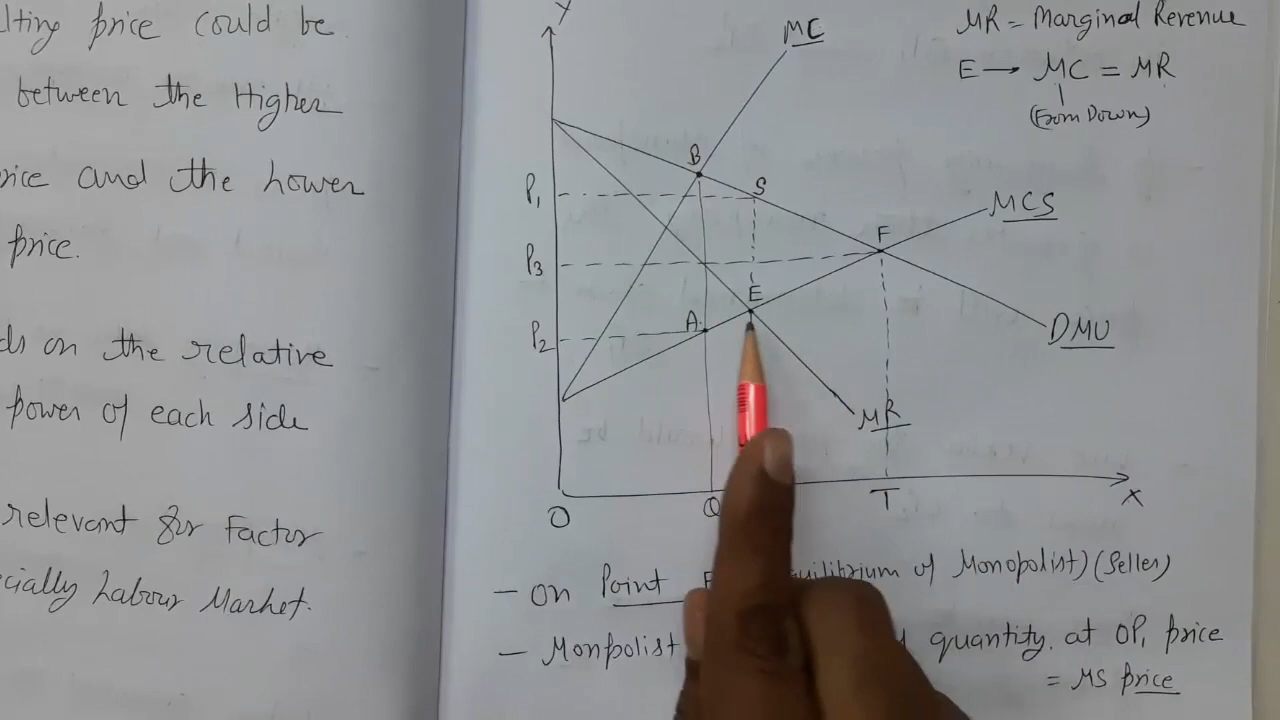 lting price could be
between the Higher
rice and the Lower
price.
ds on the relative
power of each side
relevant for Factor
cially Labour Market.
MR = Marginal Revenue
E → MC = MR
(From Down)
Y
MC
B
P1
S
MCS
F
P3
E
A
P2
DMU
MR
O
Q
T
X
- On Point E uilibrium of Monopolist) (Seller)
- Monpolist quantity. at OP1 price
= MS price